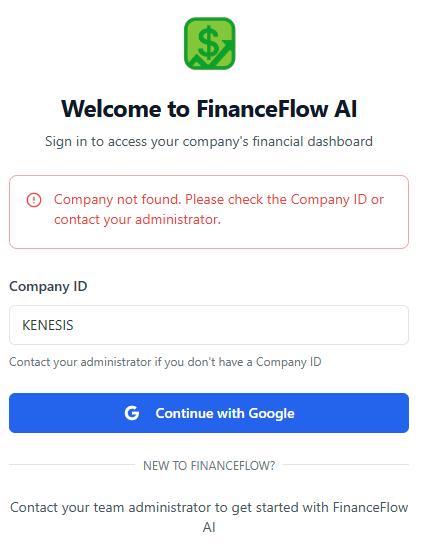 $
Welcome to FinanceFlow AI
Sign in to access your company's financial dashboard
Company not found. Please check the Company ID or
contact your administrator.
Company ID
KENESIS
Contact your administrator if you don't have a Company ID
G Continue with Google
NEW TO FINANCEFLOW?
Contact your team administrator to get started with FinanceFlow
AI